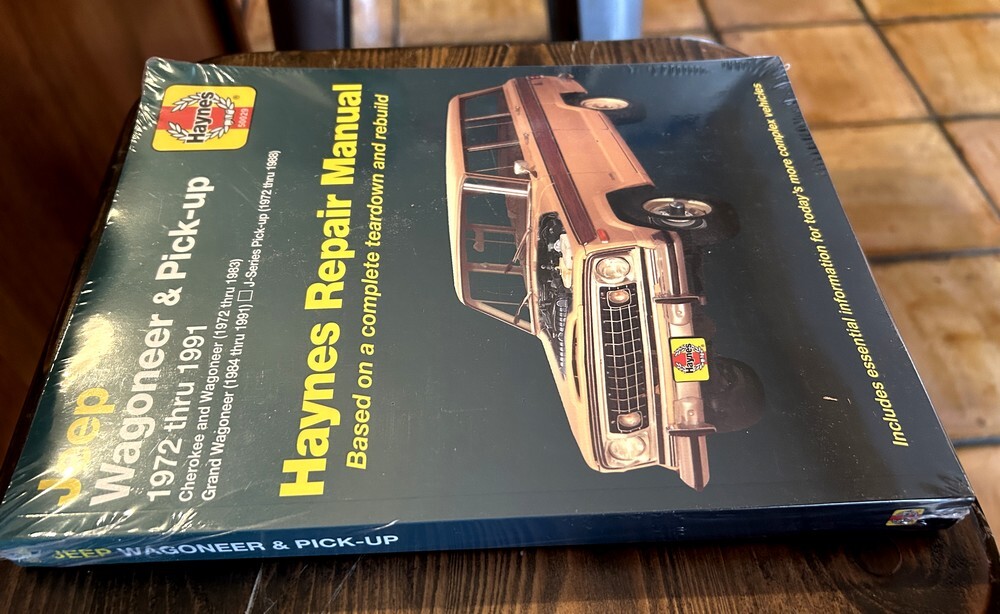 Haynes
50029
Jeep
Wagoneer & Pick-up
1972 thru 1991
Cherokee and Wagoneer (1972 thru 1983)
Grand Wagoneer (1984 thru 1991) □ J-Series Pick-up (1972 thru 1988)
Haynes Repair Manual
Based on a complete teardown and rebuild
Haynes
Includes essential information for today's more complex vehicles
JEEP WAGONEER & PICK-UP